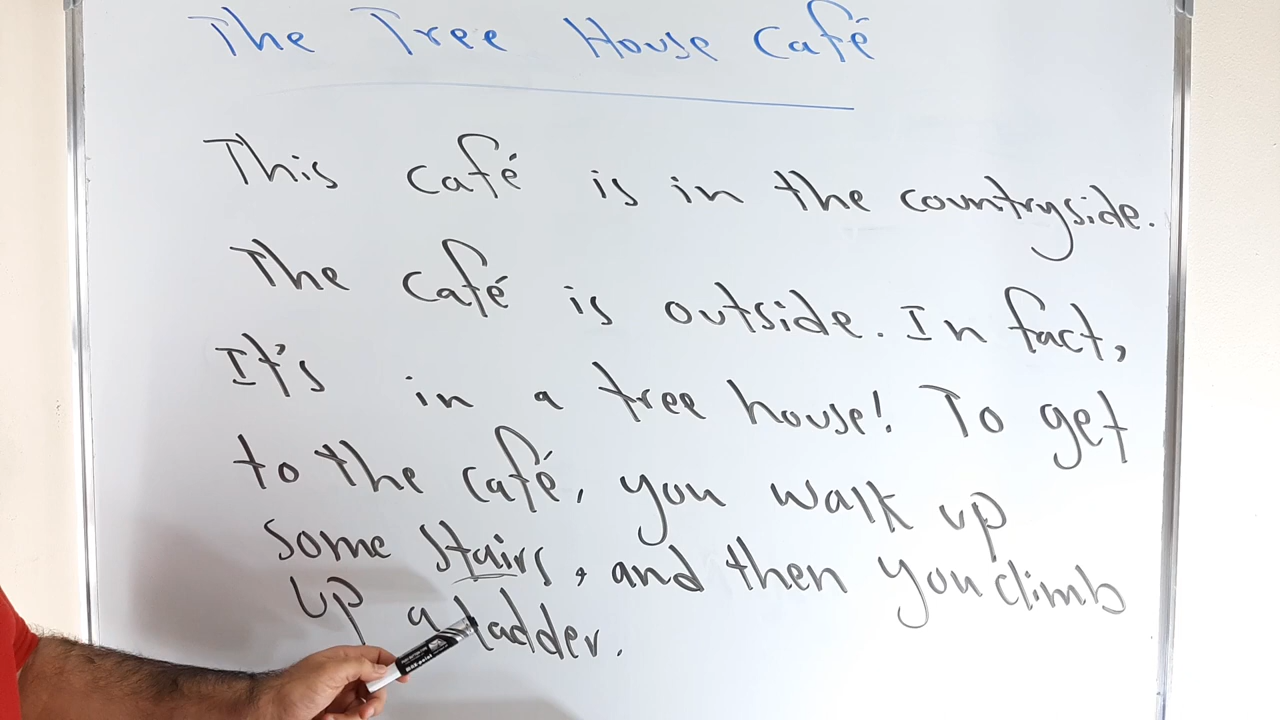 The Tree House Café
This café is in the countryside.
The café is outside. In fact,
It's in a tree house! To get
to the café, you walk up
some stairs, and then you climb
up a ladder.